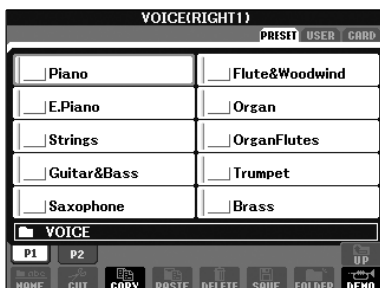 VOICE(RIGHT1)
PRESET USER CARD
Piano
Flute&Woodwind
E.Piano
Organ
Strings
OrganFlutes
Guitar&Bass
Trumpet
Saxophone
Brass
VOICE
P1 P2
UP
NAME CUT COPY PASTE DELETE SAVE FOLDER DEMO